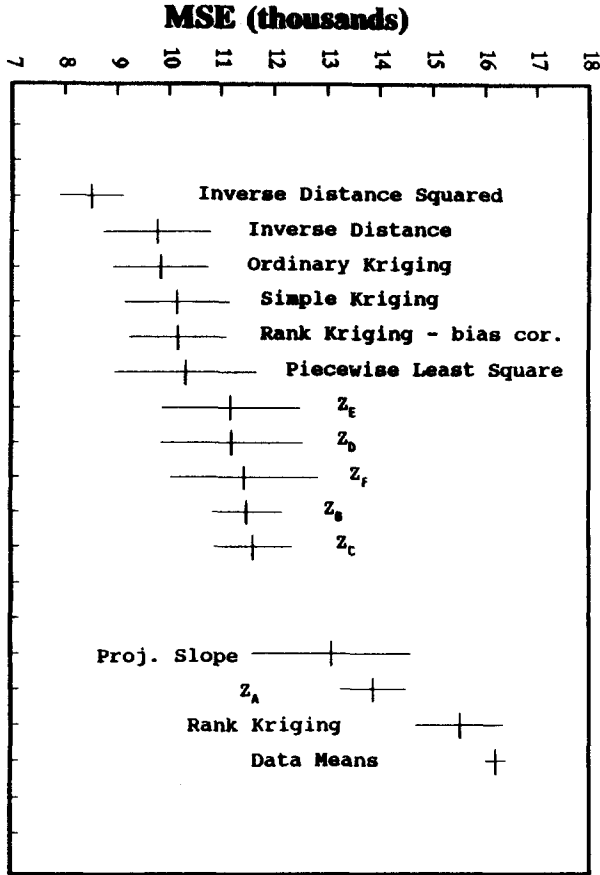 MSE (thousands)
7 8 9 10 11 12 13 14 15 16 17 18
Inverse Distance Squared
Inverse Distance
Ordinary Kriging
Simple Kriging
Rank Kriging - bias cor.
Piecewise Least Square
Z_E
Z_D
Z_F
Z_B
Z_C
Proj. Slope
Z_A
Rank Kriging
Data Means